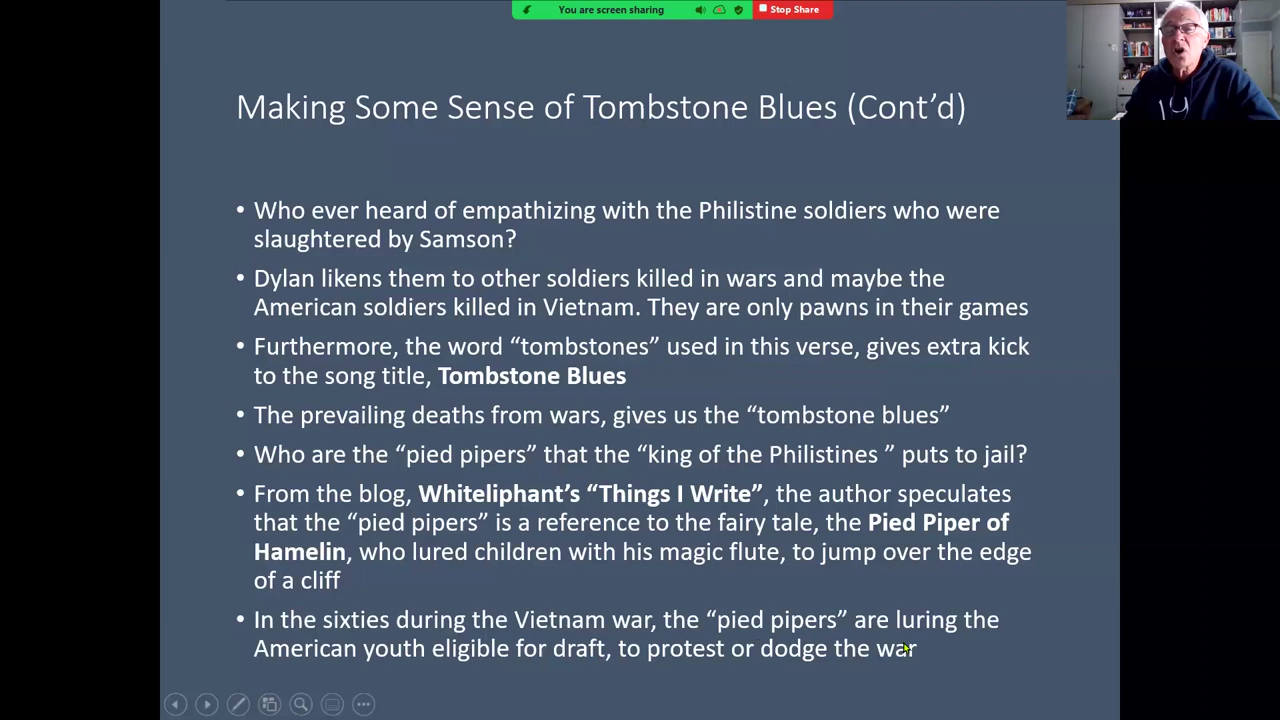 You are screen sharing
Stop Share
Making Some Sense of Tombstone Blues (Cont’d)
• Who ever heard of empathizing with the Philistine soldiers who were
slaughtered by Samson?
• Dylan likens them to other soldiers killed in wars and maybe the
American soldiers killed in Vietnam. They are only pawns in their games
• Furthermore, the word “tombstones” used in this verse, gives extra kick
to the song title, Tombstone Blues
• The prevailing deaths from wars, gives us the “tombstone blues”
• Who are the “pied pipers” that the “king of the Philistines ” puts to jail?
• From the blog, Whiteliphant’s “Things I Write”, the author speculates
that the “pied pipers” is a reference to the fairy tale, the Pied Piper of
Hamelin, who lured children with his magic flute, to jump over the edge
of a cliff
• In the sixties during the Vietnam war, the “pied pipers” are luring the
American youth eligible for draft, to protest or dodge the war